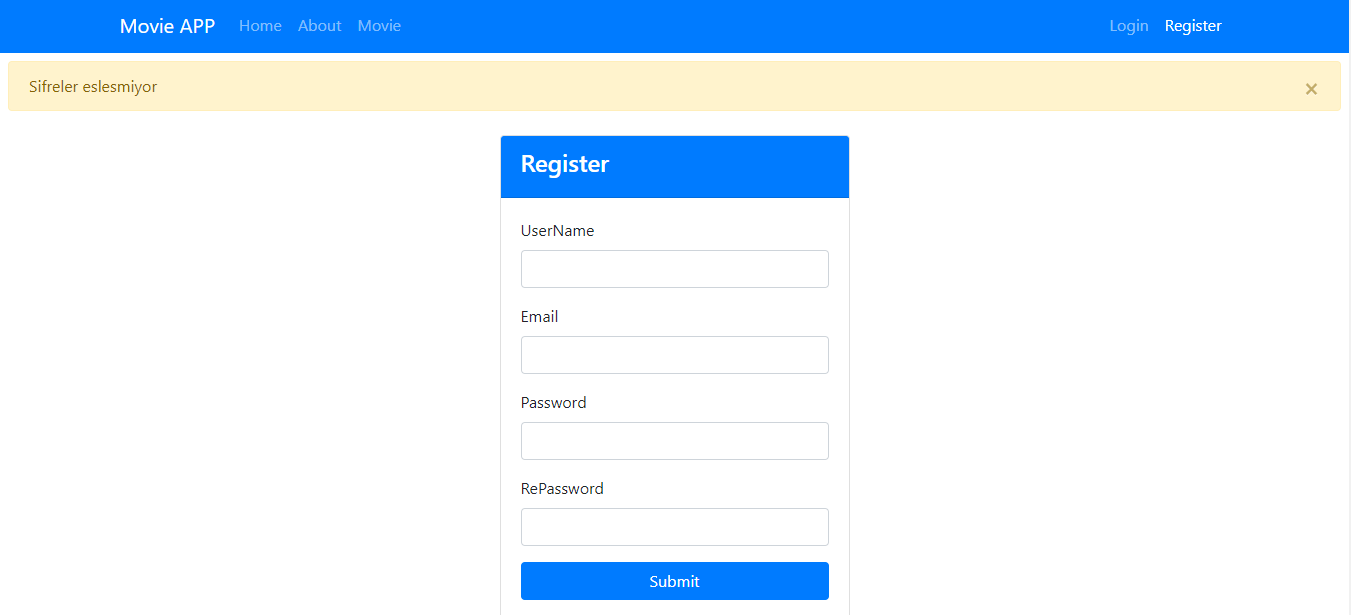 Movie APP Home About Movie Login Register
Sifreler eslesmiyor ×
Register
UserName
Email
Password
RePassword
Submit